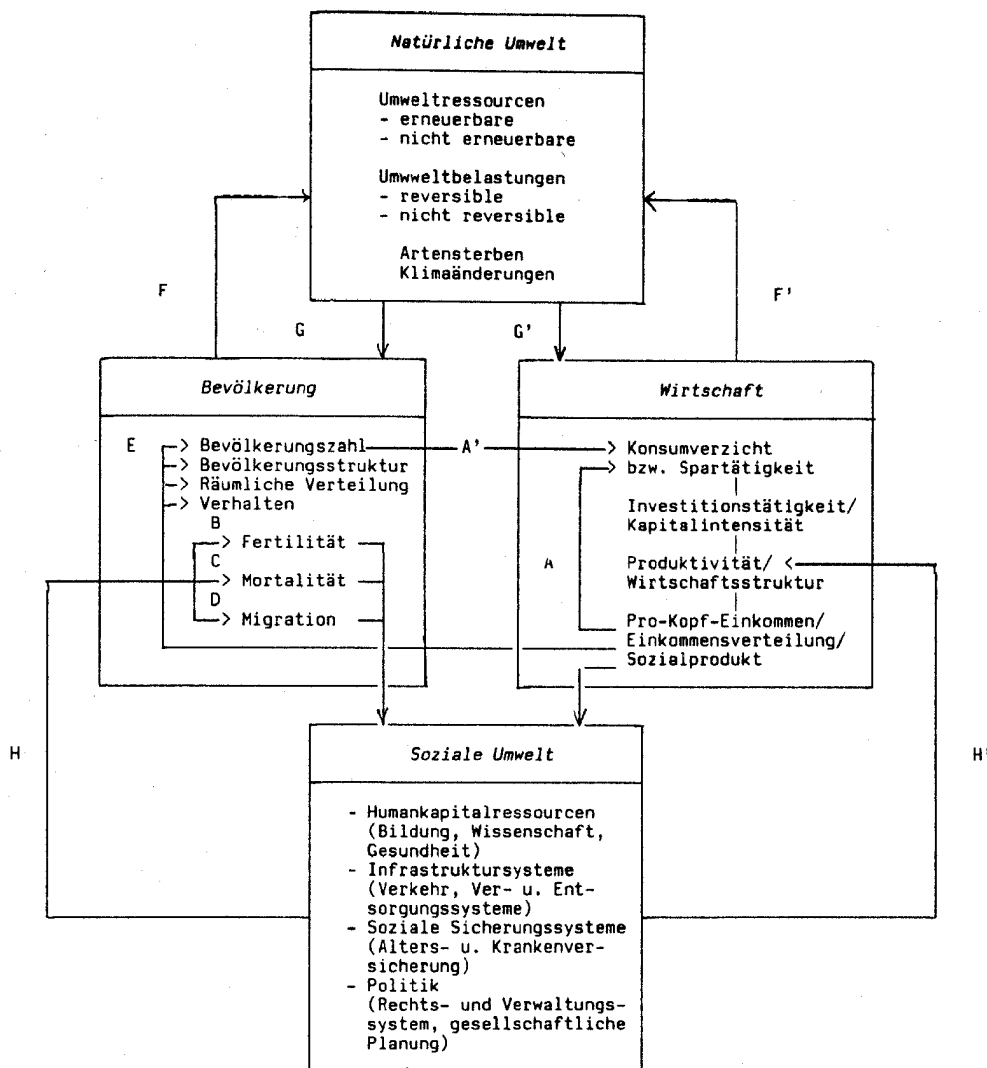 Natürliche Umwelt
Umweltressourcen
- erneuerbare
- nicht erneuerbare
Umwweltbelastungen
- reversible
- nicht reversible
Artensterben
Klimaänderungen
F
F'
G
G'
Bevölkerung
E
-> Bevölkerungszahl
-> Bevölkerungsstruktur
-> Räumliche Verteilung
-> Verhalten
B
-> Fertilität
C
-> Mortalität
D
-> Migration
A'
Wirtschaft
> Konsumverzicht
> bzw. Spartätigkeit
Investitionstätigkeit/
Kapitalintensität
A
Produktivität/ <
Wirtschaftsstruktur
Pro-Kopf-Einkommen/
Einkommensverteilung/
Sozialprodukt
H
H'
Soziale Umwelt
- Humankapitalressourcen
(Bildung, Wissenschaft,
Gesundheit)
- Infrastruktursysteme
(Verkehr, Ver- u. Ent-
sorgungssysteme)
- Soziale Sicherungssysteme
(Alters- u. Krankenver-
sicherung)
- Politik
(Rechts- und Verwaltungs-
system, gesellschaftliche
Planung)